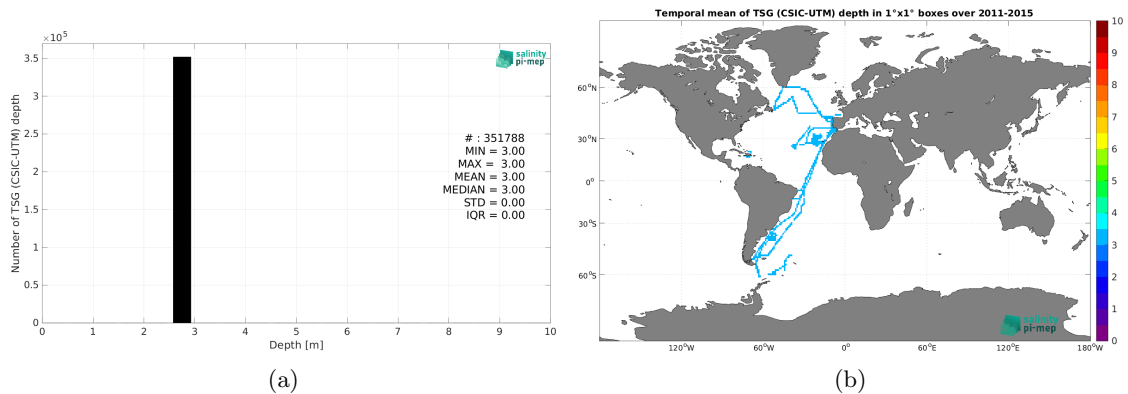 ×10⁵
3.5
3
2.5
2
1.5
1
0.5
0
Number of TSG (CSIC-UTM) depth
0 1 2 3 4 5 6 7 8 9 10
Depth [m]
salinity
pi-mep
# : 351788
MIN = 3.00
MAX = 3.00
MEAN = 3.00
MEDIAN = 3.00
STD = 0.00
IQR = 0.00
(a)
Temporal mean of TSG (CSIC-UTM) depth in 1°x1° boxes over 2011-2015
60°N
30°N
0°
30°S
60°S
120°W 60°W 0° 60°E 120°E 180°W
salinity
pi-mep
10
9
8
7
6
5
4
3
2
1
0
(b)